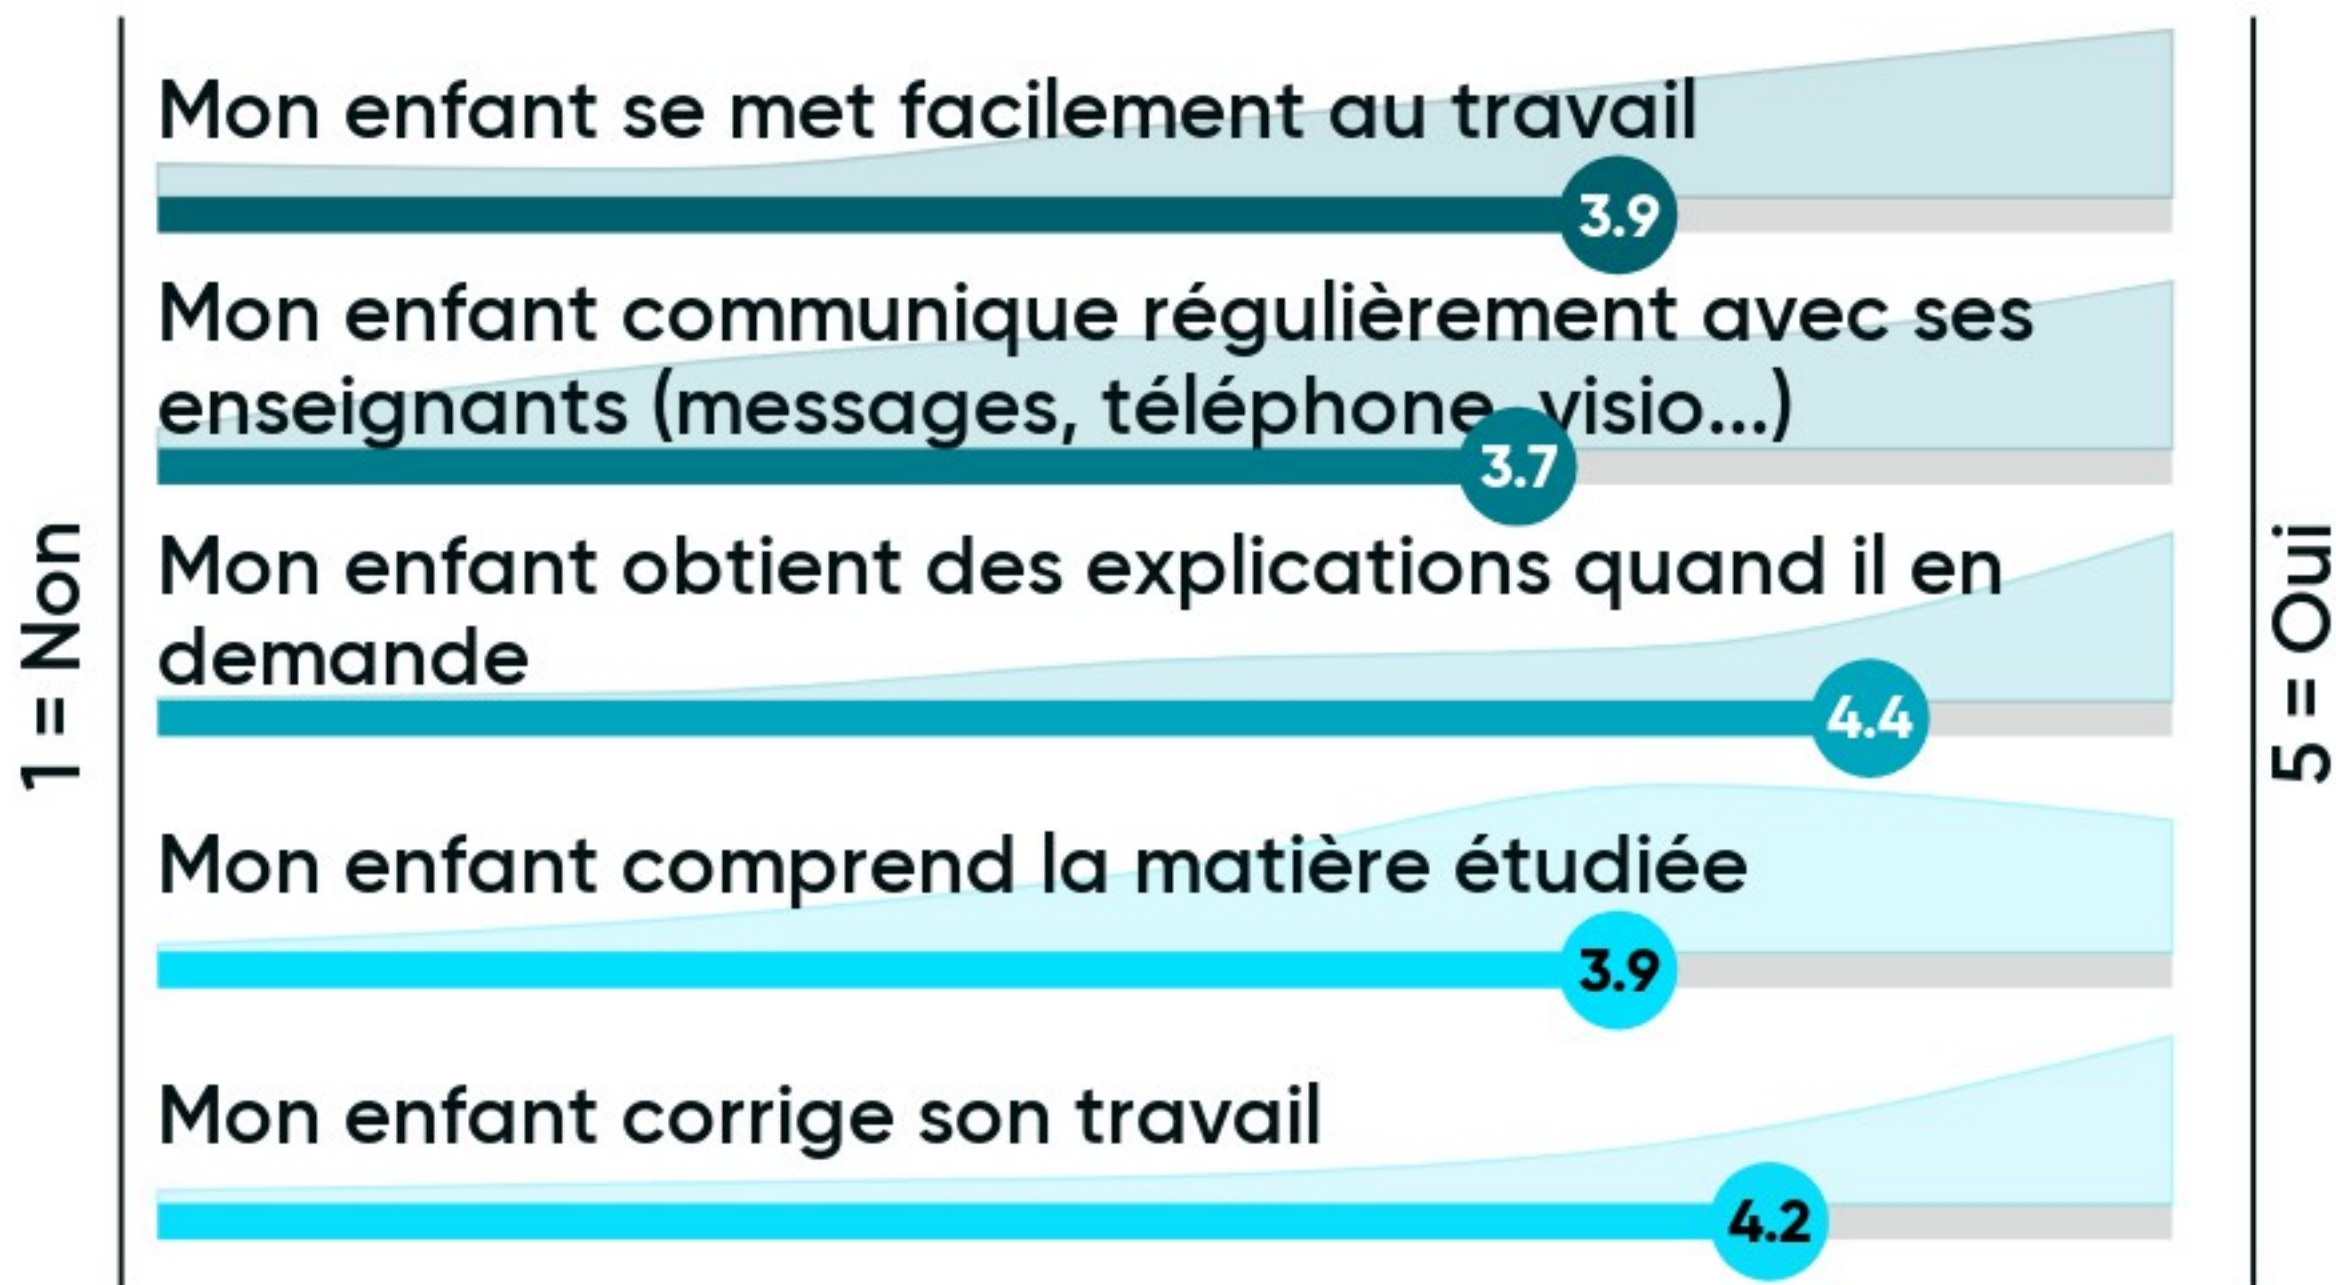 1 = Non
Mon enfant se met facilement au travail
3.9
Mon enfant communique régulièrement avec ses
enseignants (messages, téléphone, visio...)
3.7
Mon enfant obtient des explications quand il en
demande
4.4
Mon enfant comprend la matière étudiée
3.9
Mon enfant corrige son travail
4.2
5 = Oui